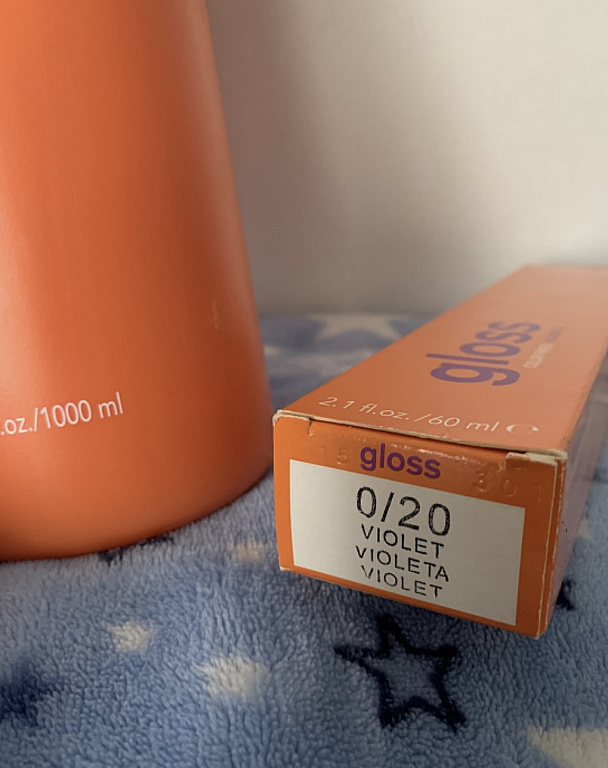 .oz./1000 ml
gloss
2.1 fl.oz./60 ml ℮
gloss
0/20
VIOLET
VIOLETA
VIOLET